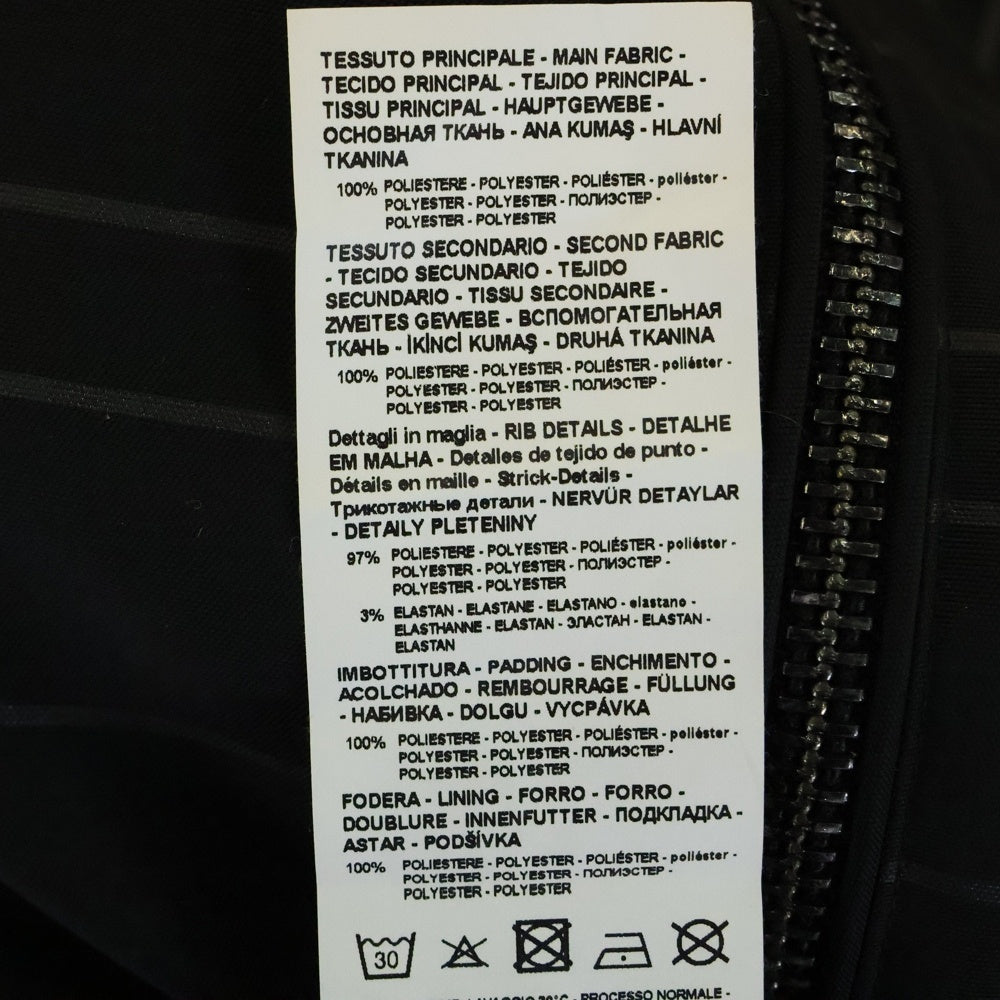 TESSUTO PRINCIPALE - MAIN FABRIC -
TECIDO PRINCIPAL - TEJIDO PRINCIPAL -
TISSU PRINCIPAL - HAUPTGEWEBE -
ОСНОВНАЯ ТКАНЬ - ANA KUMAŞ - HLAVNÍ
TKANINA
100% POLIESTERE - POLYESTER - POLIÉSTER - poliéster -
POLYESTER - POLYESTER - ПОЛИЭСТЕР -
POLYESTER - POLYESTER
TESSUTO SECONDARIO - SECOND FABRIC
- TECIDO SECUNDARIO - TEJIDO
SECUNDARIO - TISSU SECONDAIRE -
ZWEITES GEWEBE - ВСПОМОГАТЕЛЬНАЯ
ТКАНЬ - İKİNCİ KUMAŞ - DRUHÁ TKANINA
100% POLIESTERE - POLYESTER - POLIÉSTER - poliéster -
POLYESTER - POLYESTER - ПОЛИЭСТЕР -
POLYESTER - POLYESTER
Dettagli in maglia - RIB DETAILS - DETALHE
EM MALHA - Detalles de tejido de punto -
Détails en maille - Strick-Details -
Трикотажные детали - NERVÜR DETAYLAR
- DETAILY PLETENINY
97% POLIESTERE - POLYESTER - POLIÉSTER - poliéster -
POLYESTER - POLYESTER - ПОЛИЭСТЕР -
POLYESTER - POLYESTER
3% ELASTAN - ELASTANE - ELASTANO - elastano -
ELASTHANNE - ELASTAN - ЭЛАСТАН - ELASTAN -
ELASTAN
IMBOTTITURA - PADDING - ENCHIMENTO -
ACOLCHADO - REMBOURRAGE - FÜLLUNG
- НАБИВКА - DOLGU - VYCPÁVKA
100% POLIESTERE - POLYESTER - POLIÉSTER - poliéster -
POLYESTER - POLYESTER - ПОЛИЭСТЕР -
POLYESTER - POLYESTER
FODERA - LINING - FORRO - FORRO -
DOUBLURE - INNENFUTTER - ПОДКЛАДКА -
ASTAR - PODŠÍVKA
100% POLIESTERE - POLYESTER - POLIÉSTER - poliéster -
POLYESTER - POLYESTER - ПОЛИЭСТЕР -
POLYESTER - POLYESTER
30
LAVAGGIO 30°C - PROCESSO NORMALE -